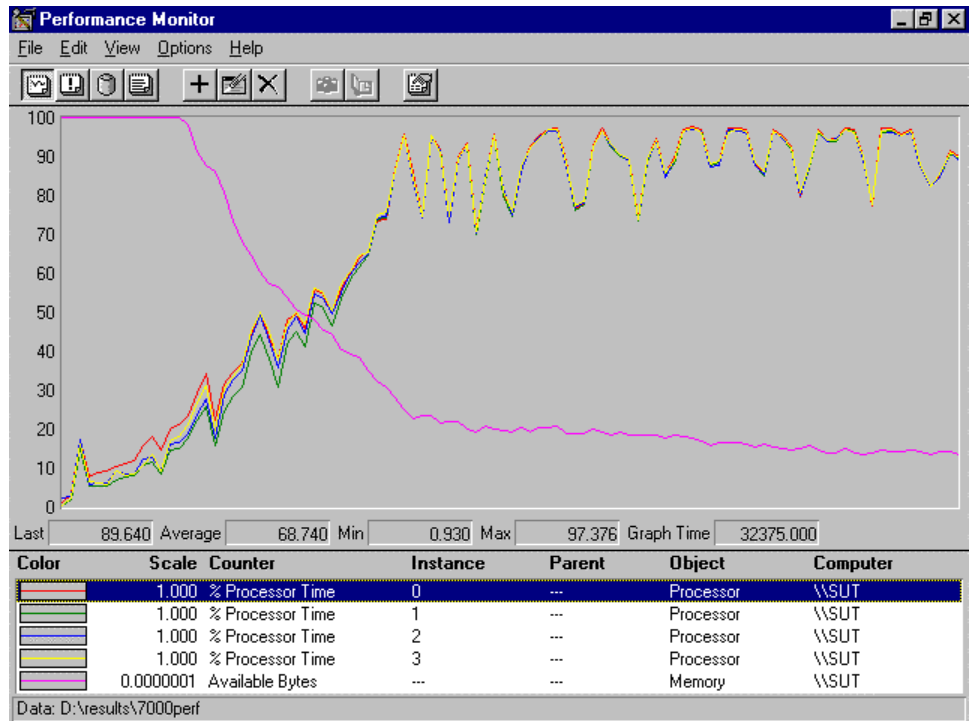 Performance Monitor
File Edit View Options Help
100
90
80
70
60
50
40
30
20
10
0
Last 89.640 Average 68.740 Min 0.930 Max 97.376 Graph Time 32375.000
Color Scale Counter Instance Parent Object Computer
1.000 % Processor Time 0 --- Processor \\SUT
1.000 % Processor Time 1 --- Processor \\SUT
1.000 % Processor Time 2 --- Processor \\SUT
1.000 % Processor Time 3 --- Processor \\SUT
0.0000001 Available Bytes --- --- Memory \\SUT
Data: D:\results\7000perf